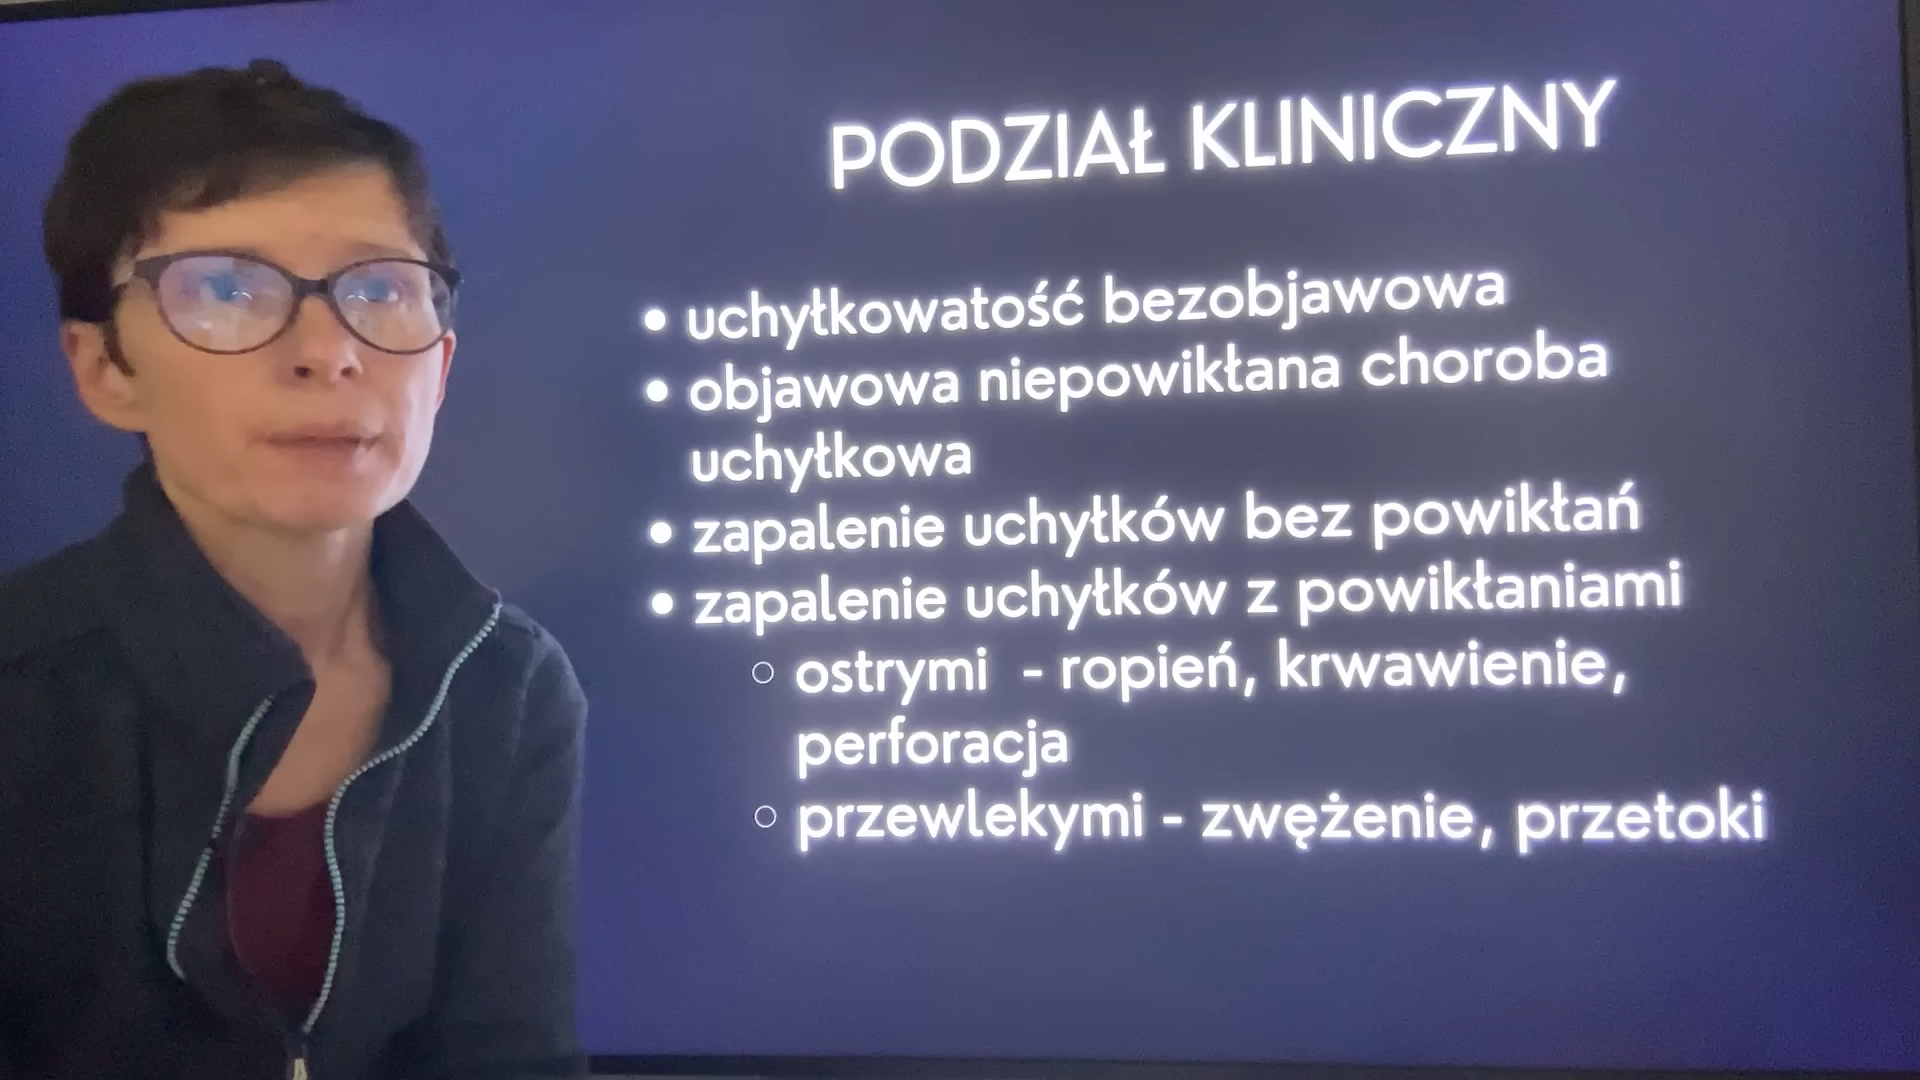 PODZIAŁ KLINICZNY
• uchyłkowatość bezobjawowa
• objawowa niepowikłana choroba
uchyłkowa
• zapalenie uchyłków bez powikłań
• zapalenie uchyłków z powikłaniami
○ ostrymi - ropień, krwawienie,
perforacja
○ przewlekymi - zwężenie, przetoki